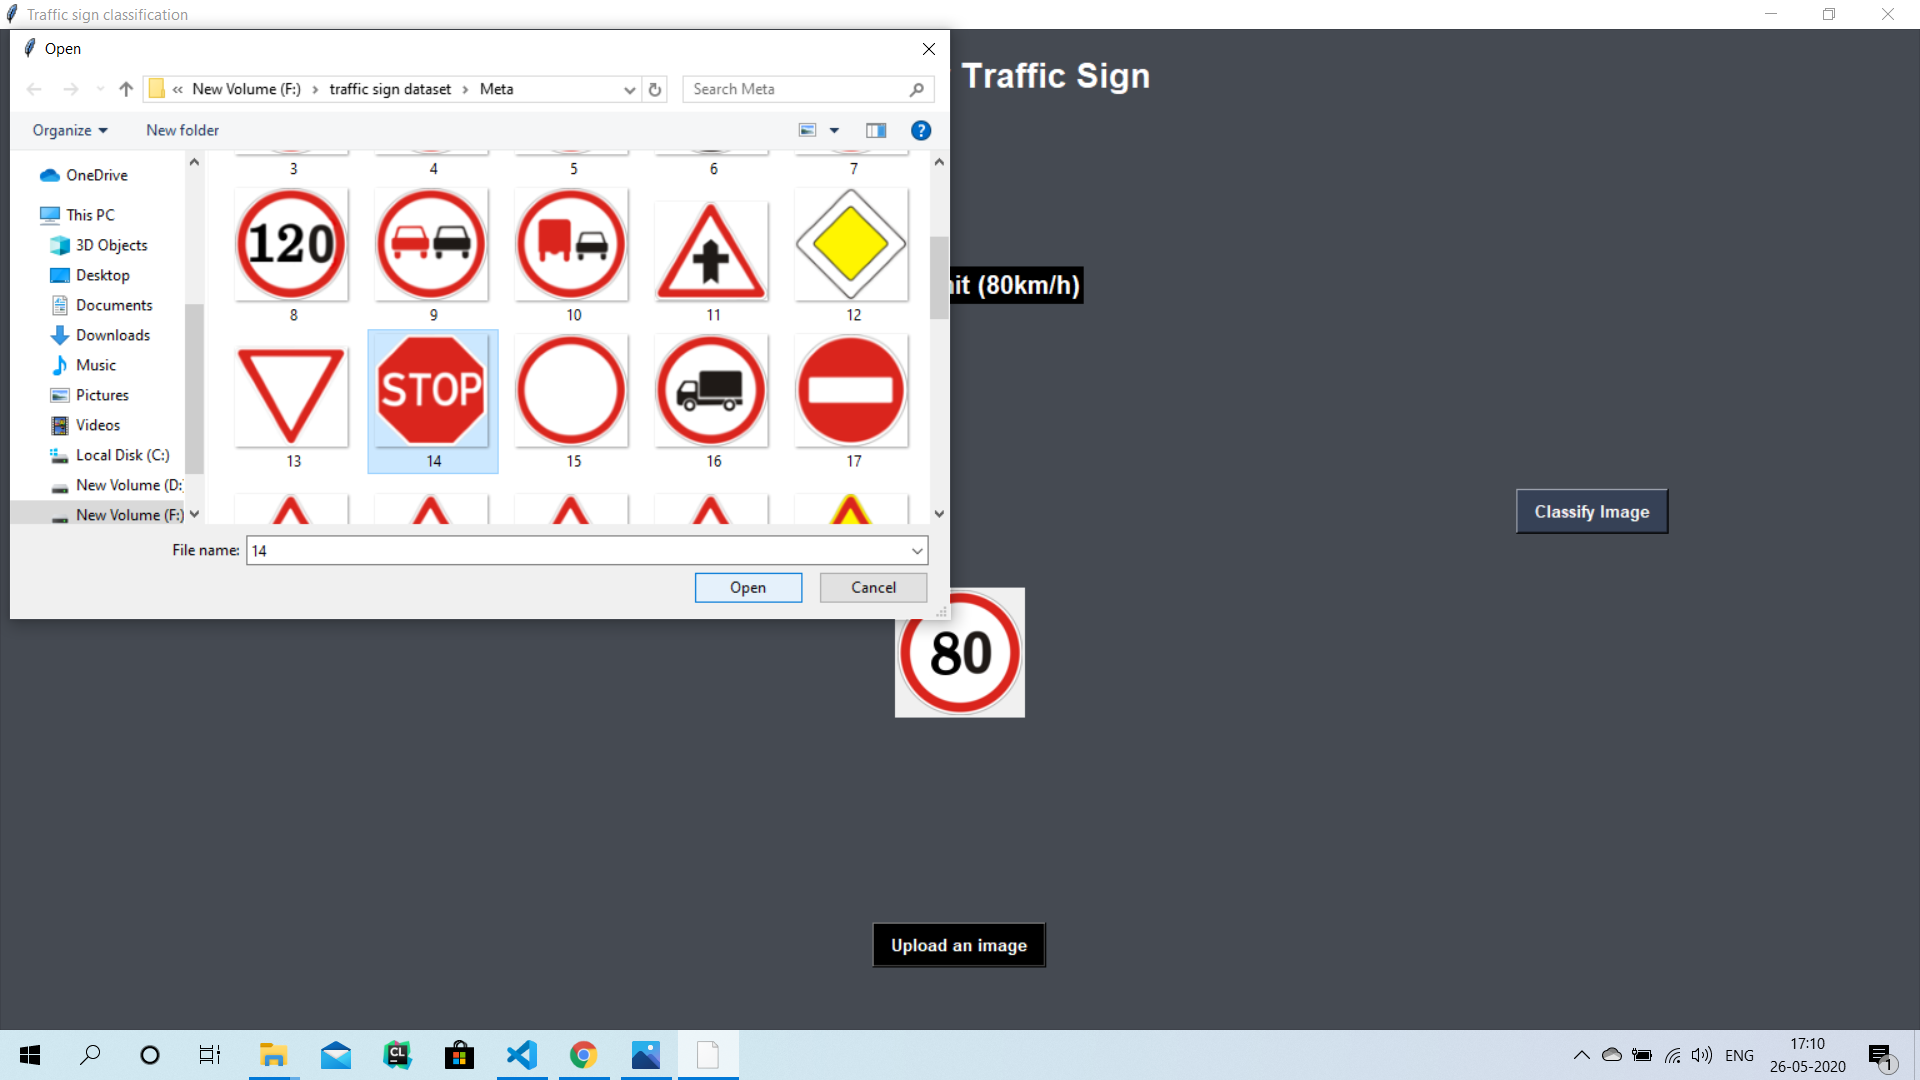 Traffic sign classification
Open
« New Volume (F:) › traffic sign dataset › Meta
Search Meta
Traffic Sign
Organize
New folder
?
OneDrive
This PC
3D Objects
Desktop
Documents
Downloads
Music
Pictures
Videos
Local Disk (C:)
New Volume (D:
New Volume (F:)
3 4 5 6 7
120
8 9 10 11 12
STOP
13 14 15 16 17
it (80km/h)
Classify Image
File name: 14
Open
Cancel
80
Upload an image
CL
ENG
17:10
26-05-2020
1